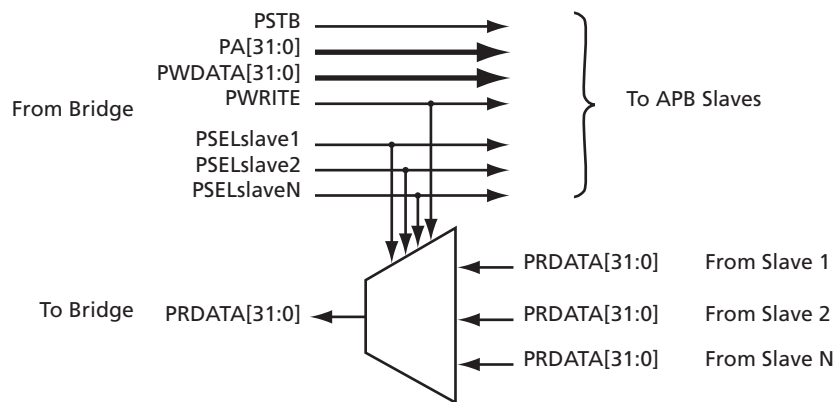 PSTB
PA[31:0]
PWDATA[31:0]
PWRITE
From Bridge
To APB Slaves
PSELslave1
PSELslave2
PSELslaveN
PRDATA[31:0] From Slave 1
To Bridge PRDATA[31:0] PRDATA[31:0] From Slave 2
PRDATA[31:0] From Slave N